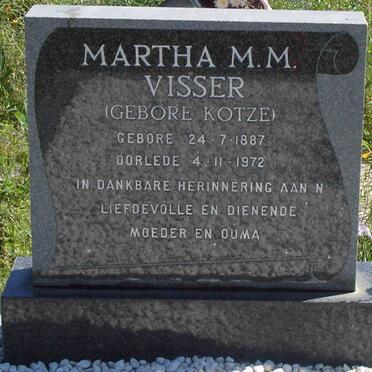 MARTHA M.M.
VISSER
(GEBORE KOTZE)
GEBORE 24·7·1887
OORLEDE 4·11·1972
IN DANKBARE HERINNERING AAN N
LIEFDEVOLLE EN DIENENDE
MOEDER EN OUMA